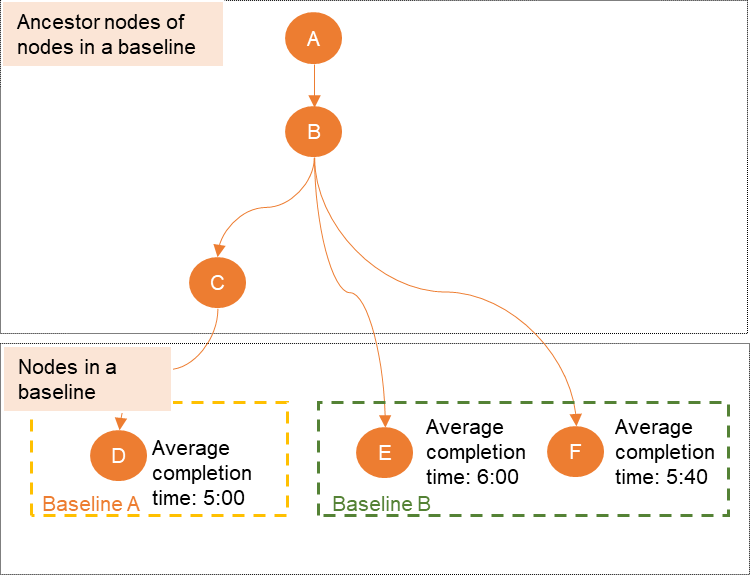 Ancestor nodes of
nodes in a baseline
A
B
C
Nodes in a
baseline
D
Average
completion
time: 5:00
Baseline A
E
Average
completion
time: 6:00
F
Average
completion
time: 5:40
Baseline B